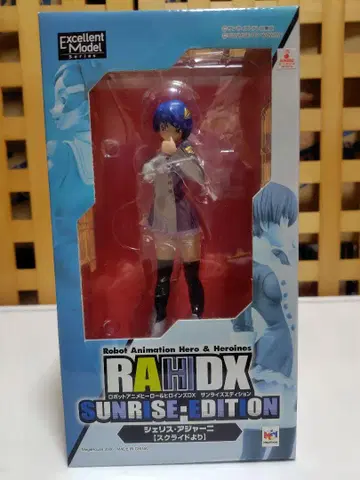 Excellent
Model
Series
Robot Animation Hero & Heroines
RAHDX
ロボットアニメヒーロー&ヒロインズDX サンライズエディション
SUNRISE-EDITION
シェリス・アジャーニ
【スクライドより】
MegaHouse